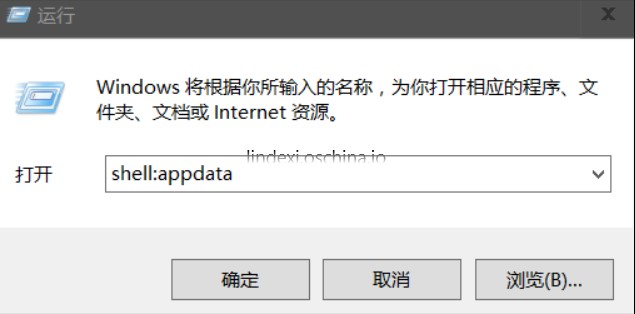 运行
Windows 将根据你所输入的名称，为你打开相应的程序、文
件夹、文档或 Internet 资源。
lindexi.oschina.io
打开 shell:appdata
确定 取消 浏览(B)...